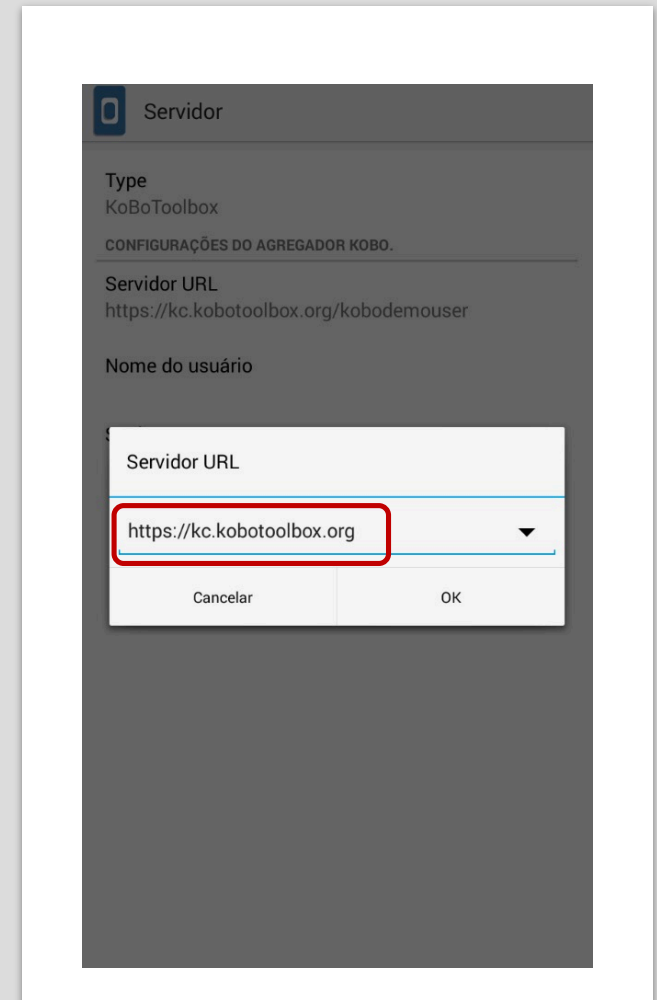 Servidor
Type
KoBoToolbox
CONFIGURAÇÕES DO AGREGADOR KOBO.
Servidor URL
https://kc.kobotoolbox.org/kobodemouser
Nome do usuário
Servidor URL
https://kc.kobotoolbox.org
Cancelar
OK